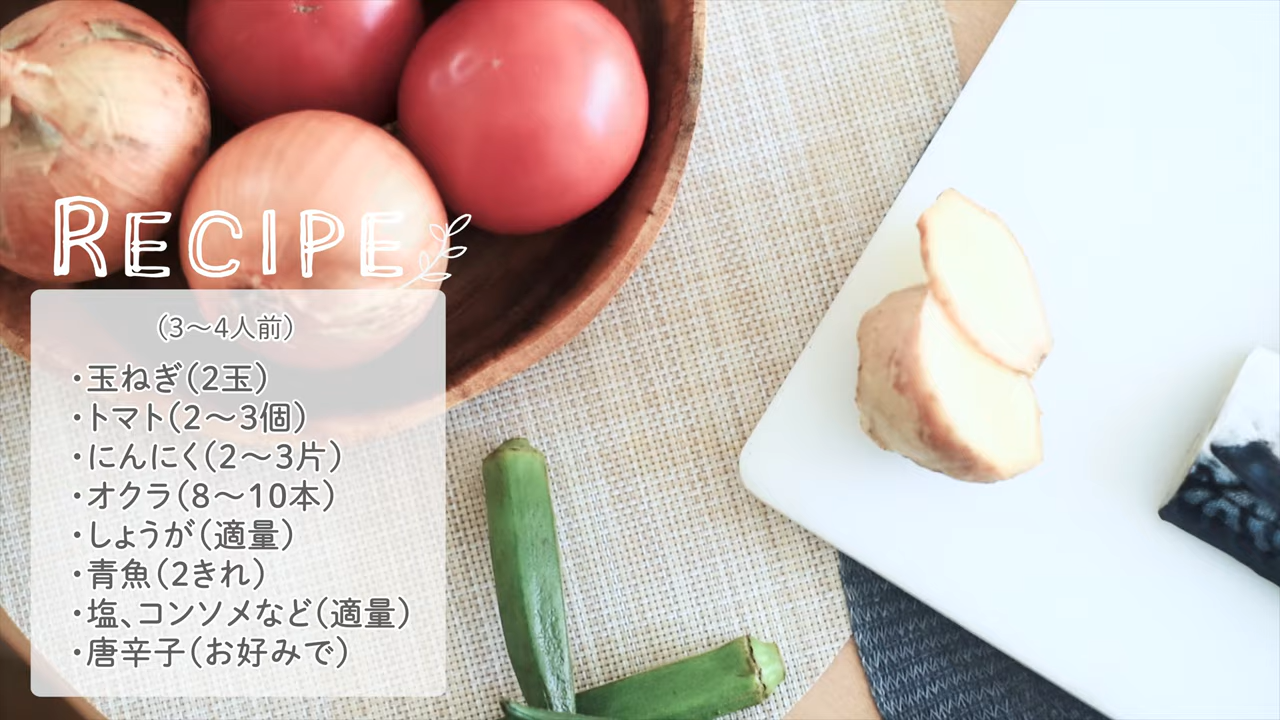 RECIPE
（3～4人前）
・玉ねぎ（2玉）
・トマト（2～3個）
・にんにく（2～3片）
・オクラ（8～10本）
・しょうが（適量）
・青魚（2きれ）
・塩、コンソメなど（適量）
・唐辛子（お好みで）